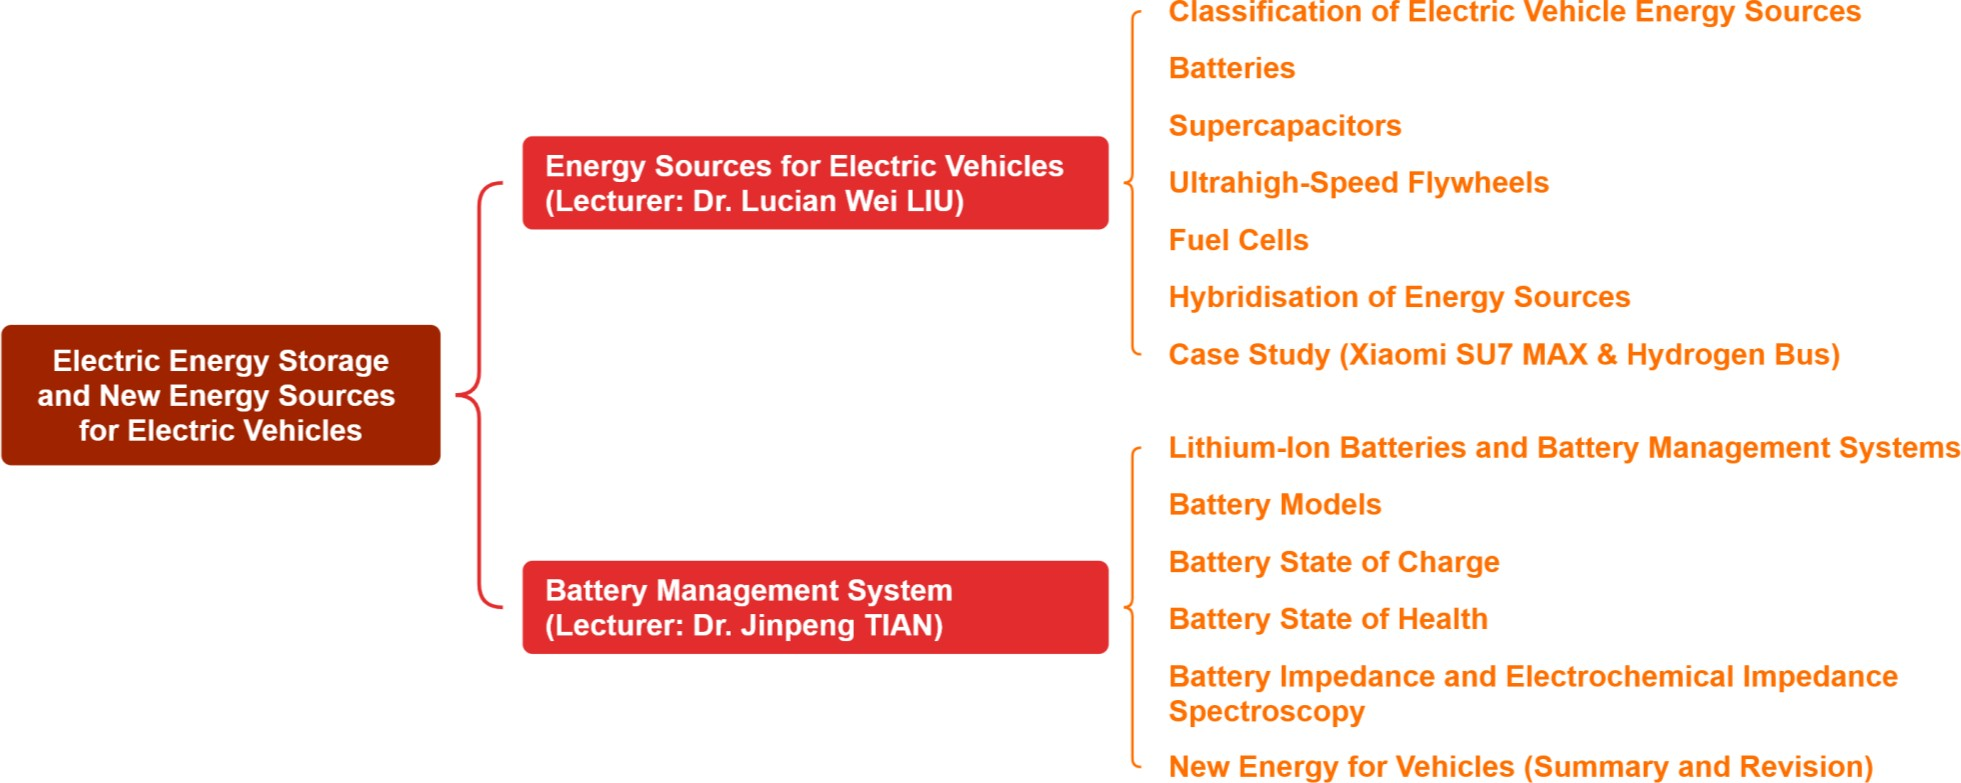 Electric Energy Storage
and New Energy Sources
for Electric Vehicles
Energy Sources for Electric Vehicles
(Lecturer: Dr. Lucian Wei LIU)
Classification of Electric Vehicle Energy Sources
Batteries
Supercapacitors
Ultrahigh-Speed Flywheels
Fuel Cells
Hybridisation of Energy Sources
Case Study (Xiaomi SU7 MAX & Hydrogen Bus)
Battery Management System
(Lecturer: Dr. Jinpeng TIAN)
Lithium-Ion Batteries and Battery Management Systems
Battery Models
Battery State of Charge
Battery State of Health
Battery Impedance and Electrochemical Impedance
Spectroscopy
New Energy for Vehicles (Summary and Revision)